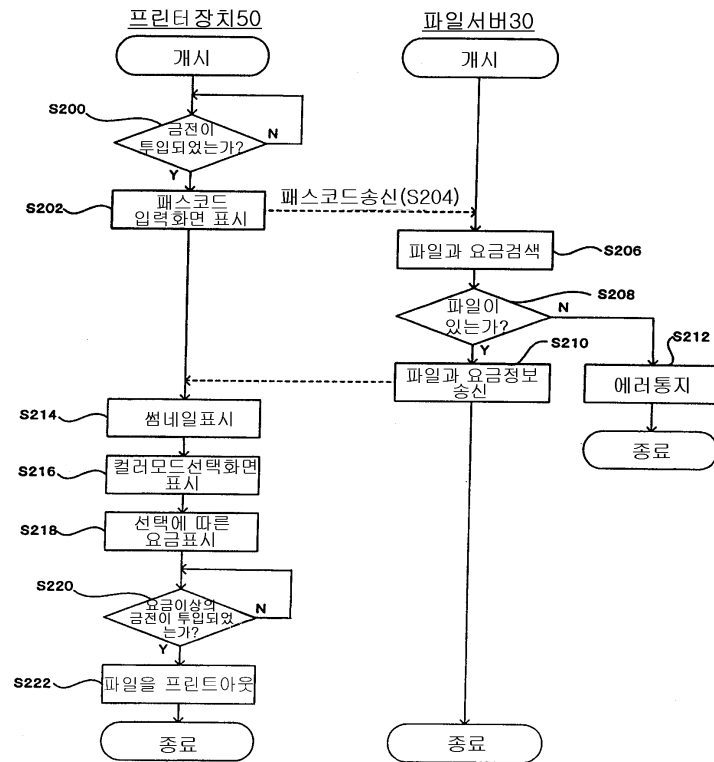 프린터장치50
파일서버30
개시
개시
S200
금전이
투입되었는가?
N
Y
S202
패스코드
입력화면 표시
패스코드송신(S204)
파일과 요금검색
S206
S208
파일이
있는가?
N
Y
S210
S212
파일과 요금정보
송신
에러통지
종료
S214
썸네일표시
S216
컬러모드선택화면
표시
S218
선택에 따른
요금표시
S220
요금이상의
금전이 투입되었
는가?
N
Y
S222
파일을 프린트아웃
종료
종료